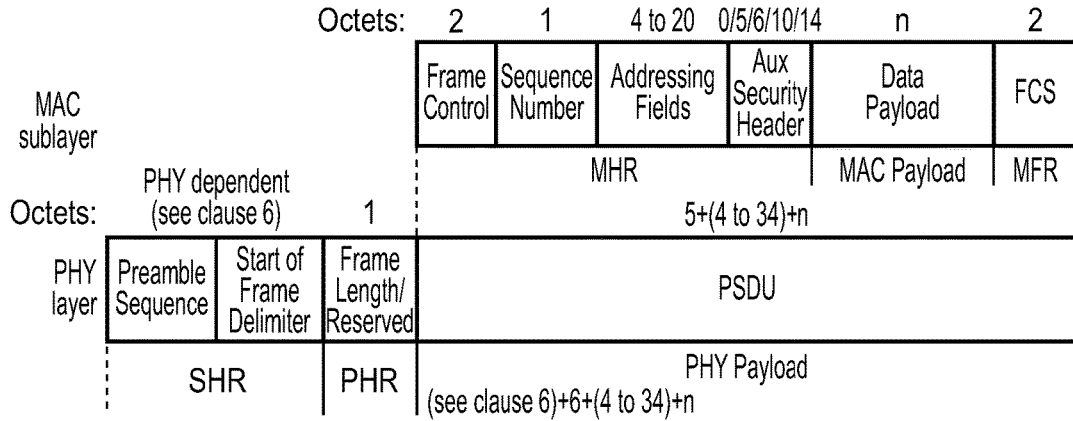 Octets: 2 1 4 to 20 0/5/6/10/14 n 2
MAC
sublayer
Frame
Control
Sequence
Number
Addressing
Fields
Aux
Security
Header
Data
Payload
FCS
MHR MAC Payload MFR
PHY dependent
(see clause 6)
Octets: 1 5+(4 to 34)+n
PHY
layer
Preamble
Sequence
Start of
Frame
Delimiter
Frame
Length/
Reserved
PSDU
SHR PHR PHY Payload
(see clause 6)+6+(4 to 34)+n